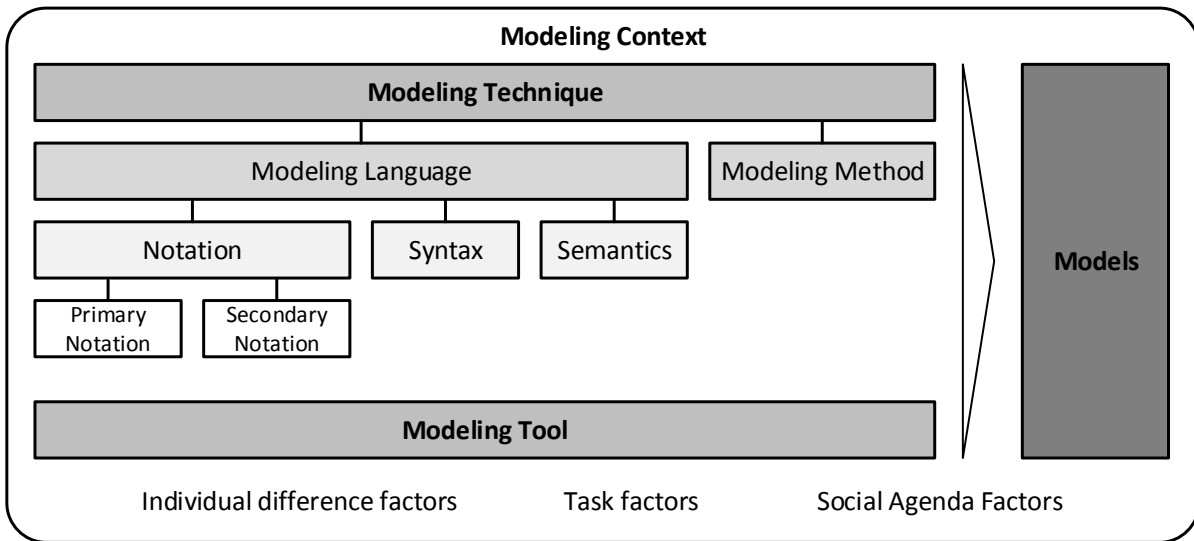 Modeling Context
Modeling Technique
Modeling Language
Modeling Method
Notation
Syntax
Semantics
Primary
Notation
Secondary
Notation
Models
Modeling Tool
Individual difference factors
Task factors
Social Agenda Factors